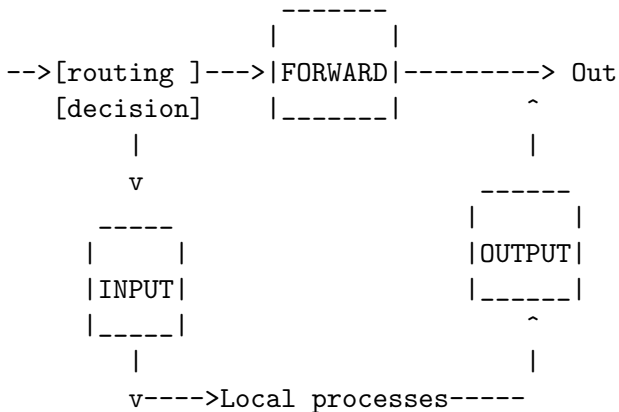 -->[routing ]--->|FORWARD|---------> Out
[decision]
INPUT
OUTPUT
v---->Local processes-----